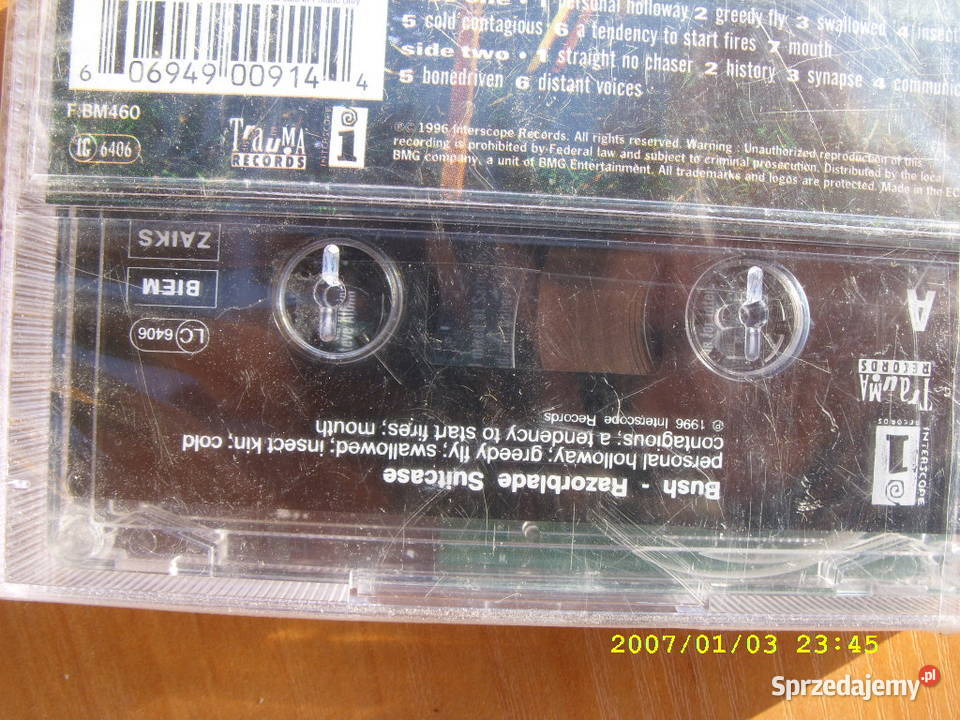 personal holloway 2 greedy fly 3 swallowed 4 insect
5 cold contagious 6 a tendency to start fires 7 mouth
side two • 1 straight no chaser 2 history 3 synapse 4 communic
5 bonedriven 6 distant voices
6 06949 00914 4
F:BM460
LC 6406
TRAUMA RECORDS
INTERSCOPE
℗© 1996 Interscope Records. All rights reserved. Warning : Unauthorized reproduction of this
recording is prohibited by Federal law and subject to criminal prosecution. Distributed by the local
BMG company, a unit of BMG Entertainment. All trademarks and logos are protected. Made in the EC
ZAIKS
BIEM
LC 6406
A
TRAUMA RECORDS
INTERSCOPE RECORDS
Bush - Razorblade Suitcase
personal holloway; greedy fly; swallowed; insect kin; cold
contagious; a tendency to start fires; mouth
℗ 1996 Interscope Records
2007/01/03 23:45
Sprzedajemy.pl